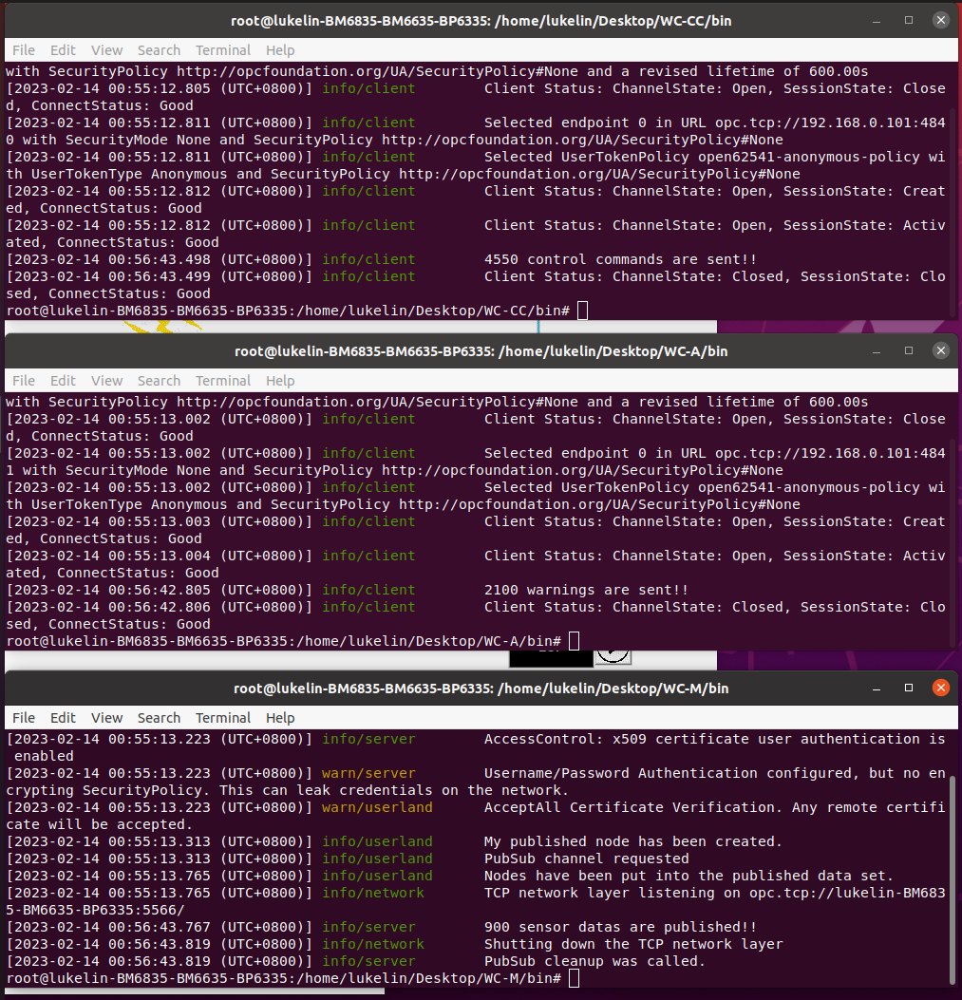 root@lukelin-BM6835-BM6635-BP6335: /home/lukelin/Desktop/WC-CC/bin
File Edit View Search Terminal Help
with SecurityPolicy http://opcfoundation.org/UA/SecurityPolicy#None and a revised lifetime of 600.00s
[2023-02-14 00:55:12.805 (UTC+0800)] info/client Client Status: ChannelState: Open, SessionState: Close
d, ConnectStatus: Good
[2023-02-14 00:55:12.811 (UTC+0800)] info/client Selected endpoint 0 in URL opc.tcp://192.168.0.101:484
0 with SecurityMode None and SecurityPolicy http://opcfoundation.org/UA/SecurityPolicy#None
[2023-02-14 00:55:12.811 (UTC+0800)] info/client Selected UserTokenPolicy open62541-anonymous-policy wi
th UserTokenType Anonymous and SecurityPolicy http://opcfoundation.org/UA/SecurityPolicy#None
[2023-02-14 00:55:12.812 (UTC+0800)] info/client Client Status: ChannelState: Open, SessionState: Creat
ed, ConnectStatus: Good
[2023-02-14 00:55:12.812 (UTC+0800)] info/client Client Status: ChannelState: Open, SessionState: Activ
ated, ConnectStatus: Good
[2023-02-14 00:56:43.498 (UTC+0800)] info/client 4550 control commands are sent!!
[2023-02-14 00:56:43.499 (UTC+0800)] info/client Client Status: ChannelState: Closed, SessionState: Clo
sed, ConnectStatus: Good
root@lukelin-BM6835-BM6635-BP6335:/home/lukelin/Desktop/WC-CC/bin#
root@lukelin-BM6835-BM6635-BP6335: /home/lukelin/Desktop/WC-A/bin
File Edit View Search Terminal Help
with SecurityPolicy http://opcfoundation.org/UA/SecurityPolicy#None and a revised lifetime of 600.00s
[2023-02-14 00:55:13.002 (UTC+0800)] info/client Client Status: ChannelState: Open, SessionState: Close
d, ConnectStatus: Good
[2023-02-14 00:55:13.002 (UTC+0800)] info/client Selected endpoint 0 in URL opc.tcp://192.168.0.101:484
1 with SecurityMode None and SecurityPolicy http://opcfoundation.org/UA/SecurityPolicy#None
[2023-02-14 00:55:13.002 (UTC+0800)] info/client Selected UserTokenPolicy open62541-anonymous-policy wi
th UserTokenType Anonymous and SecurityPolicy http://opcfoundation.org/UA/SecurityPolicy#None
[2023-02-14 00:55:13.003 (UTC+0800)] info/client Client Status: ChannelState: Open, SessionState: Creat
ed, ConnectStatus: Good
[2023-02-14 00:55:13.004 (UTC+0800)] info/client Client Status: ChannelState: Open, SessionState: Activ
ated, ConnectStatus: Good
[2023-02-14 00:56:42.805 (UTC+0800)] info/client 2100 warnings are sent!!
[2023-02-14 00:56:42.806 (UTC+0800)] info/client Client Status: ChannelState: Closed, SessionState: Clo
sed, ConnectStatus: Good
root@lukelin-BM6835-BM6635-BP6335:/home/lukelin/Desktop/WC-A/bin#
root@lukelin-BM6835-BM6635-BP6335: /home/lukelin/Desktop/WC-M/bin
File Edit View Search Terminal Help
[2023-02-14 00:55:13.223 (UTC+0800)] info/server AccessControl: x509 certificate user authentication is
enabled
[2023-02-14 00:55:13.223 (UTC+0800)] warn/server Username/Password Authentication configured, but no en
crypting SecurityPolicy. This can leak credentials on the network.
[2023-02-14 00:55:13.223 (UTC+0800)] warn/userland AcceptAll Certificate Verification. Any remote certifi
cate will be accepted.
[2023-02-14 00:55:13.313 (UTC+0800)] info/userland My published node has been created.
[2023-02-14 00:55:13.313 (UTC+0800)] info/userland PubSub channel requested
[2023-02-14 00:55:13.765 (UTC+0800)] info/userland Nodes have been put into the published data set.
[2023-02-14 00:55:13.765 (UTC+0800)] info/network TCP network layer listening on opc.tcp://lukelin-BM683
5-BM6635-BP6335:5566/
[2023-02-14 00:56:43.767 (UTC+0800)] info/server 900 sensor datas are published!!
[2023-02-14 00:56:43.819 (UTC+0800)] info/network Shutting down the TCP network layer
[2023-02-14 00:56:43.819 (UTC+0800)] info/server PubSub cleanup was called.
root@lukelin-BM6835-BM6635-BP6335:/home/lukelin/Desktop/WC-M/bin#